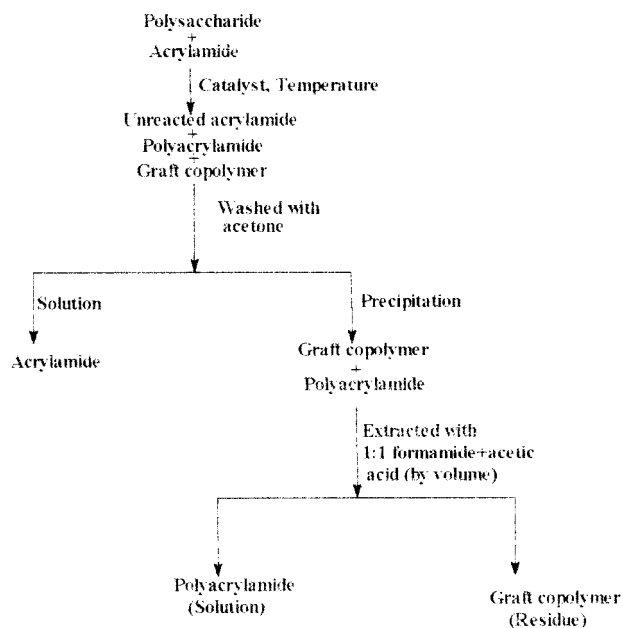 Polysaccharide
+
Acrylamide
Catalyst, Temperature
Unreacted acrylamide
+
Polyacrylamide
+
Graft copolymer
Washed with
acetone
Solution
Precipitation
Acrylamide
Graft copolymer
+
Polyacrylamide
Extracted with
1:1 formamide+acetic
acid (by volume)
Polyacrylamide
(Solution)
Graft copolymer
(Residue)